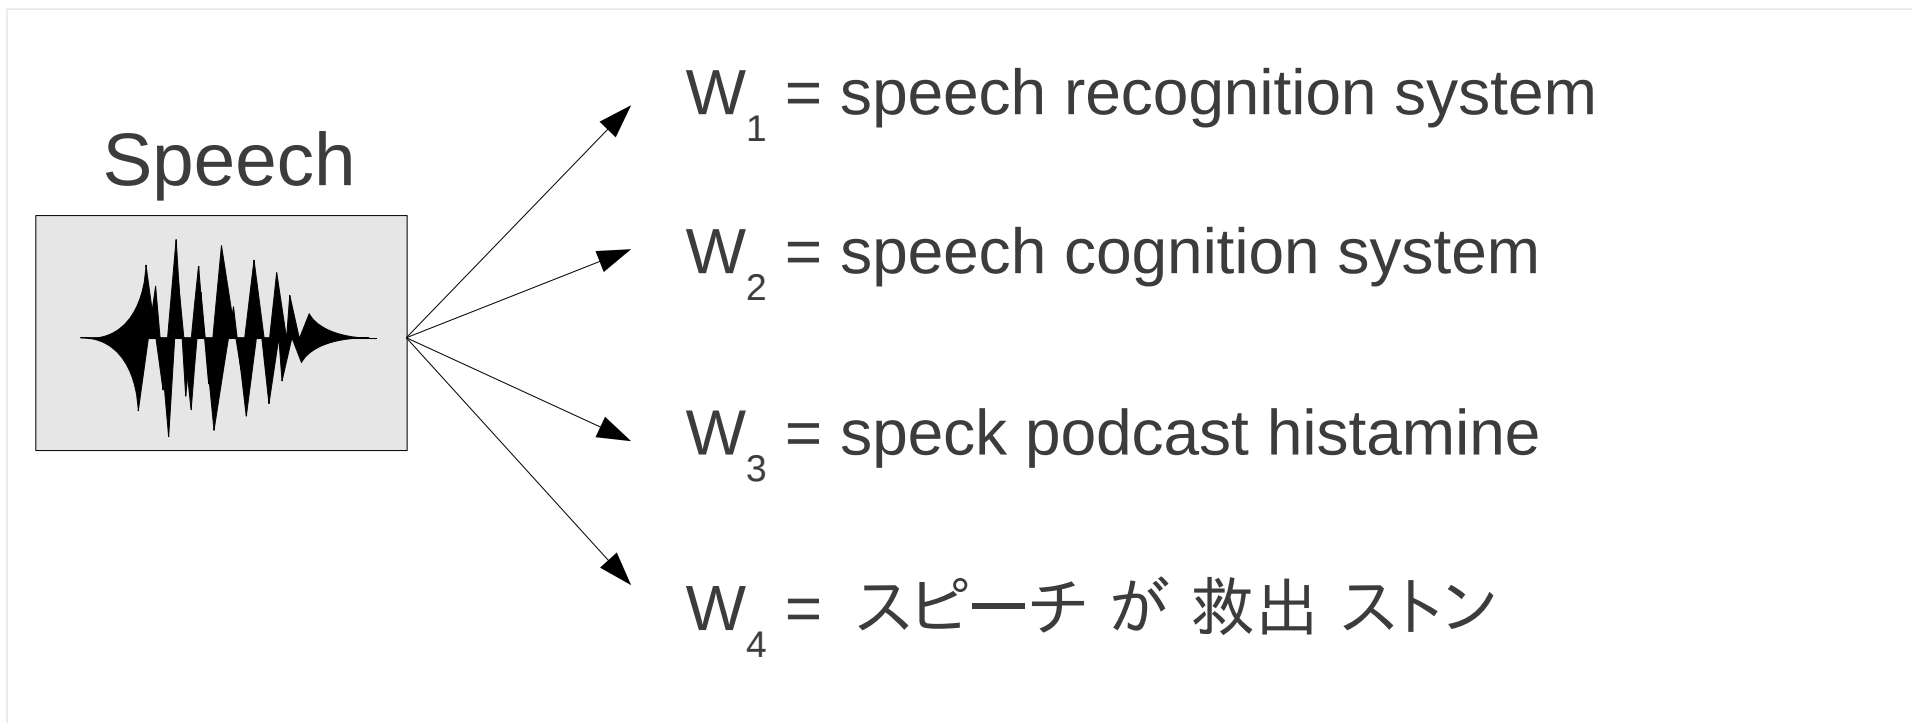 Speech
W1 = speech recognition system
W2 = speech cognition system
W3 = speck podcast histamine
W4 = スピーチ が 救出 ストン